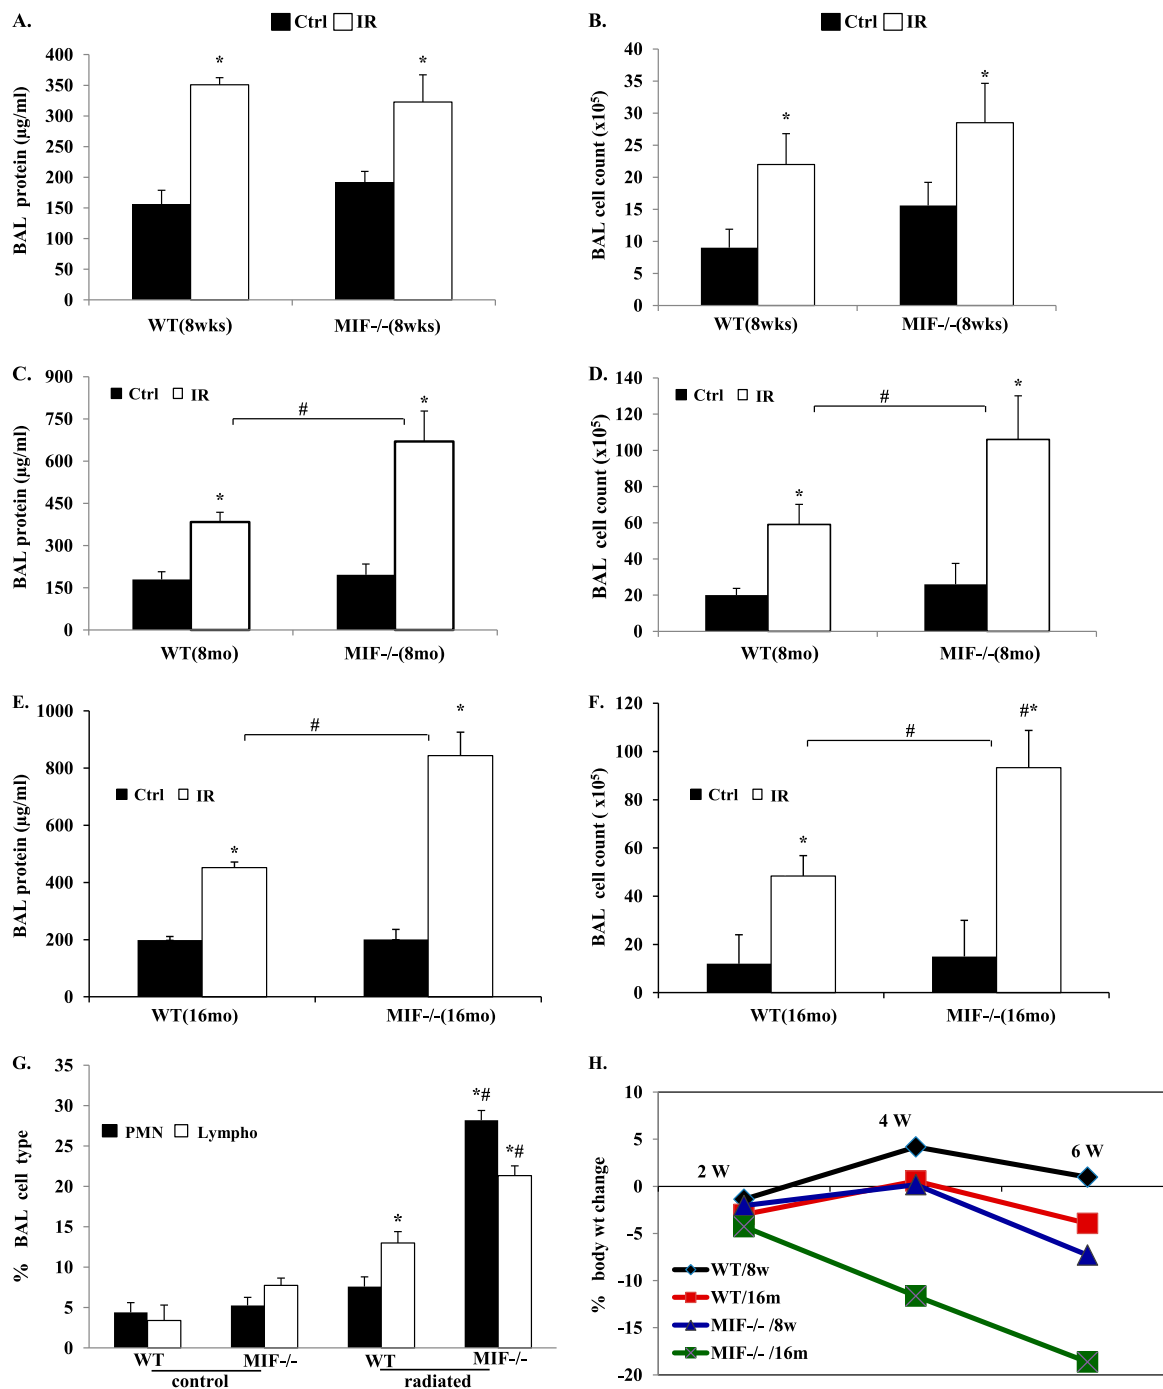 A.
Ctrl IR
BAL protein (µg/ml)
400
350
300
250
200
150
100
50
0
* *
WT(8wks) MIF-/-(8wks)
B.
Ctrl IR
BAL cell count (x10⁵)
40
35
30
25
20
15
10
5
0
* *
WT(8wks) MIF-/-(8wks)
C.
Ctrl IR
BAL protein (µg/ml)
900
750
600
450
300
150
0
* # *
WT(8mo) MIF-/-(8mo)
D.
Ctrl IR
BAL cell count (x10⁵)
140
120
100
80
60
40
20
0
* # *
WT(8mo) MIF-/-(8mo)
E.
Ctrl IR
BAL protein (µg/ml)
1000
800
600
400
200
0
* # *
WT(16mo) MIF-/-(16mo)
F.
Ctrl IR
BAL cell count ( x10⁵)
120
100
80
60
40
20
0
* # #*
WT(16mo) MIF-/-(16mo)
G.
PMN Lympho
% BAL cell type
35
30
25
20
15
10
5
0
* *# *#
WT MIF-/- WT MIF-/-
control radiated
H.
% body wt change
10
5
0
-5
-10
-15
-20
2 W 4 W 6 W
WT/8w
WT/16m
MIF-/- /8w
MIF-/- /16m